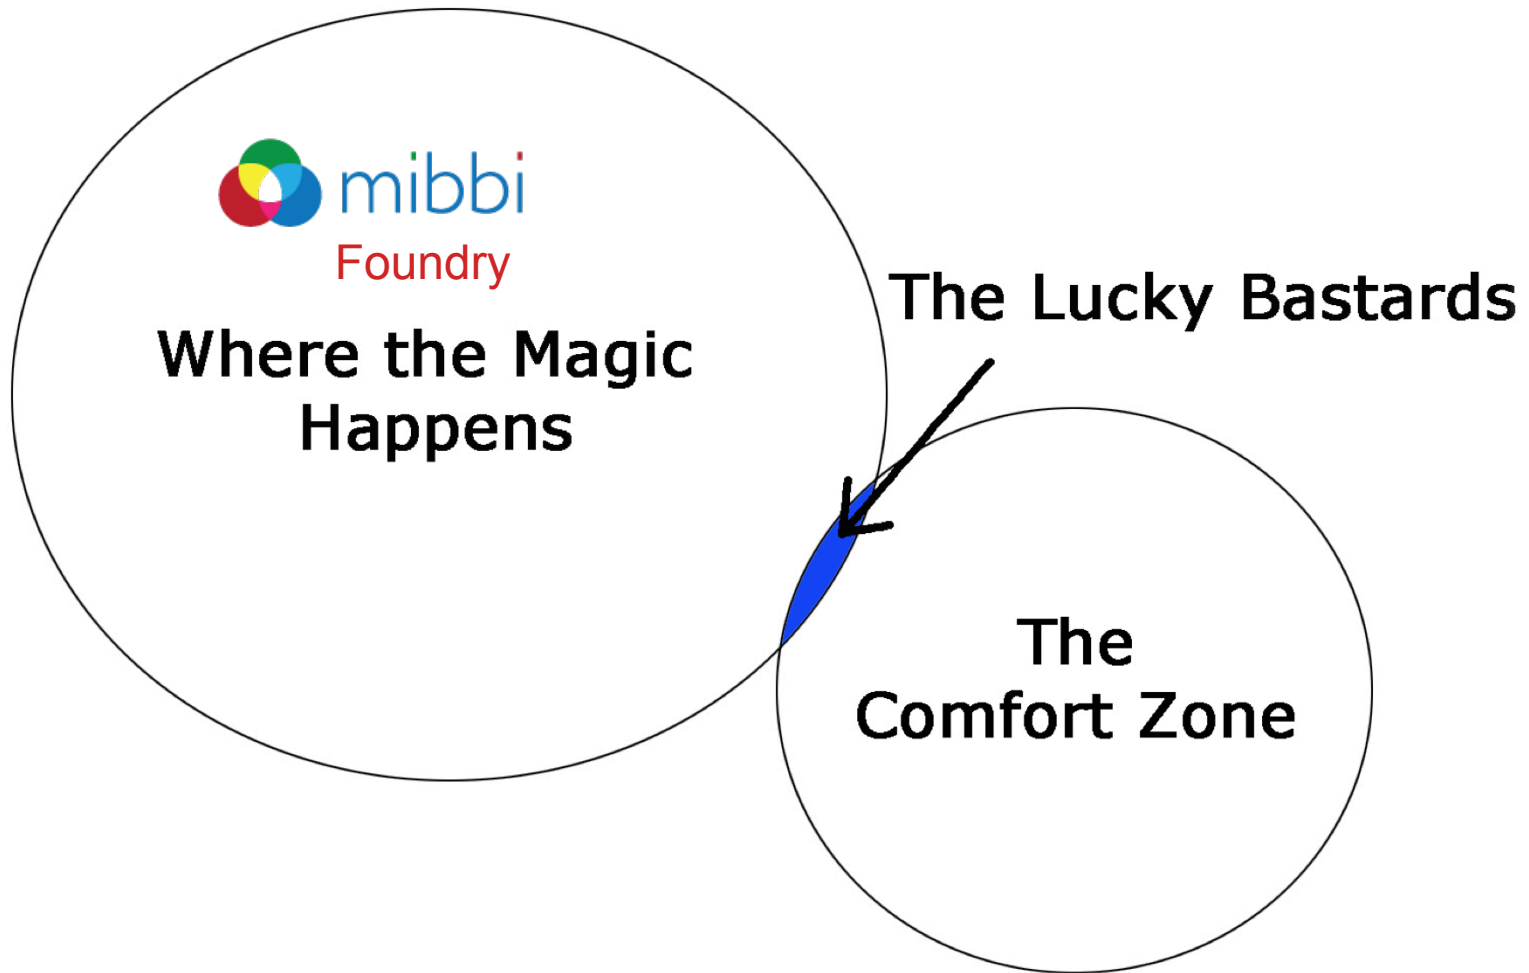 mibbi
Foundry
Where the Magic
Happens
The Lucky Bastards
The
Comfort Zone